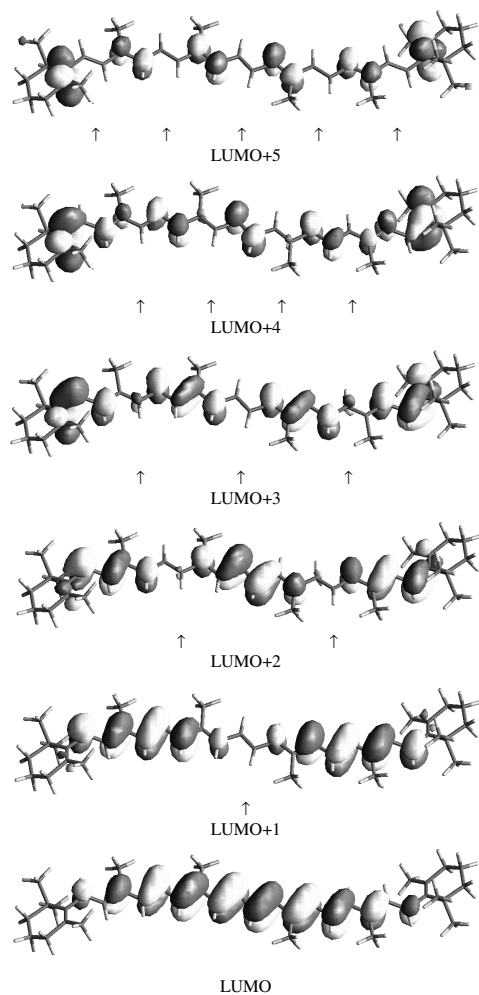 ↑ ↑ ↑ ↑ ↑
LUMO+5
↑ ↑ ↑ ↑
LUMO+4
↑ ↑ ↑
LUMO+3
↑ ↑
LUMO+2
↑
LUMO+1
LUMO